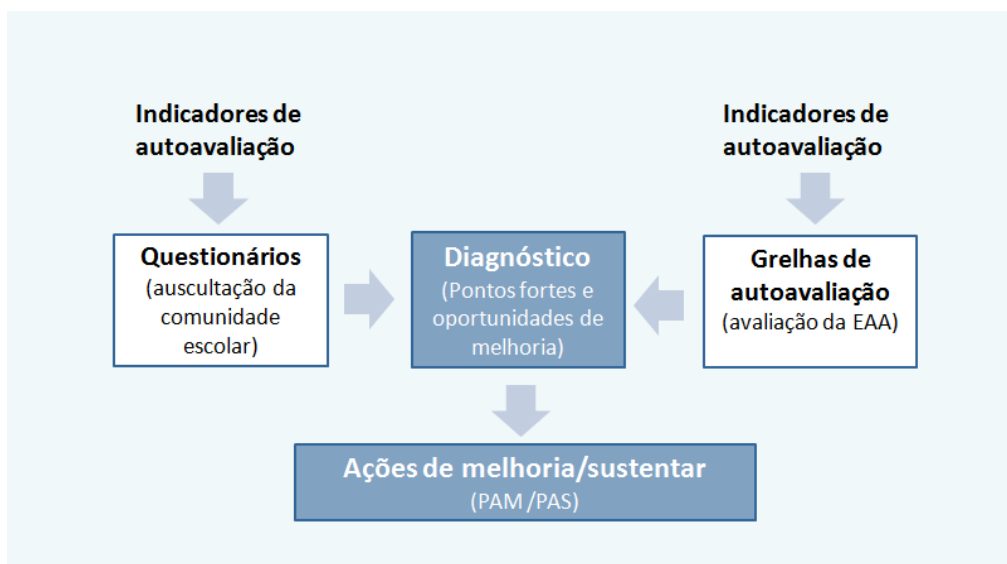 Indicadores de
autoavaliação
Indicadores de
autoavaliação
Questionários
(auscultação da
comunidade
escolar)
Diagnóstico
(Pontos fortes e
oportunidades de
melhoria)
Grelhas de
autoavaliação
(avaliação da EAA)
Ações de melhoria/sustentar
(PAM /PAS)